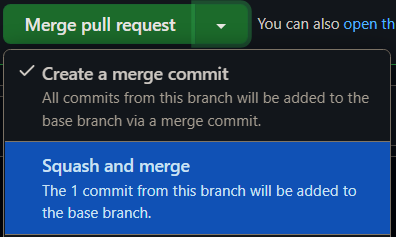 Merge pull request
You can also open th
Create a merge commit
All commits from this branch will be added to the
base branch via a merge commit.
Squash and merge
The 1 commit from this branch will be added to
the base branch.